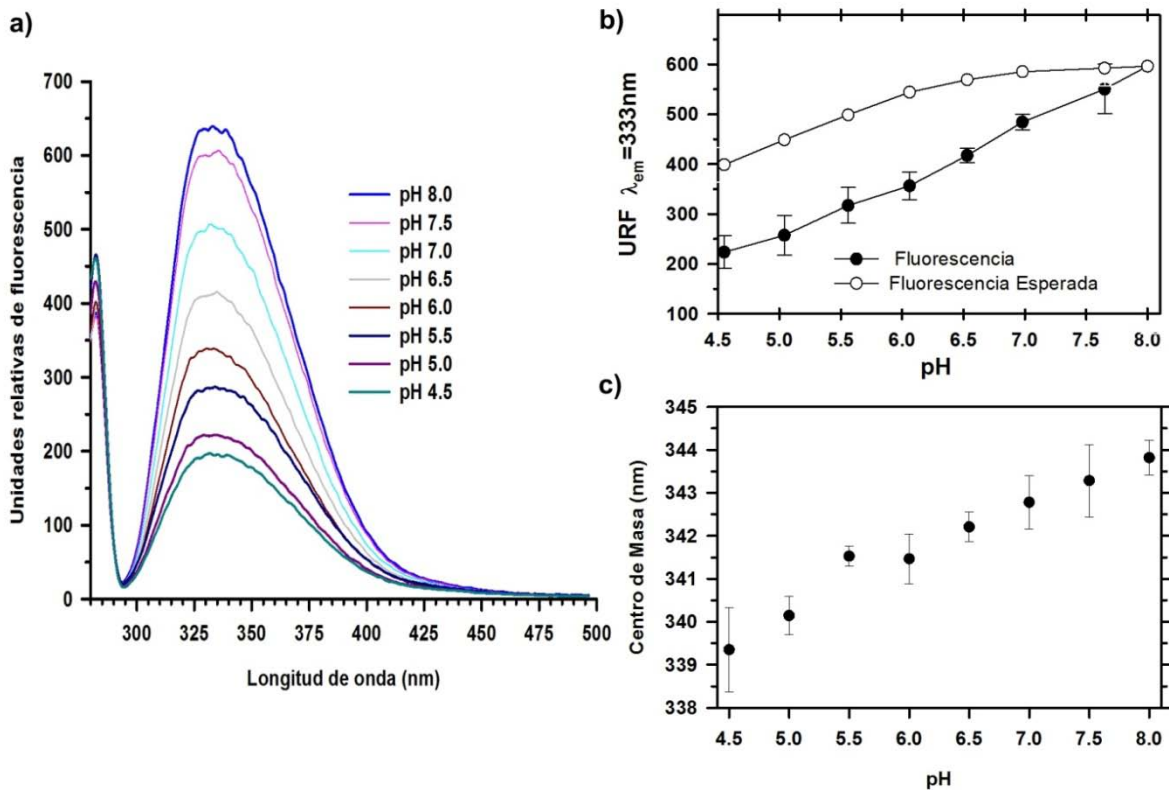 a)
Unidades relativas de fluorescencia
700
600
500
400
300
200
100
0
300
325
350
375
400
425
450
475
500
Longitud de onda (nm)
pH 8.0
pH 7.5
pH 7.0
pH 6.5
pH 6.0
pH 5.5
pH 5.0
pH 4.5
b)
URF λem=333nm
600
500
400
300
200
100
Fluorescencia
Fluorescencia Esperada
4.5
5.0
5.5
6.0
6.5
7.0
7.5
8.0
pH
c)
Centro de Masa (nm)
345
344
343
342
341
340
339
338
4.5
5.0
5.5
6.0
6.5
7.0
7.5
8.0
pH